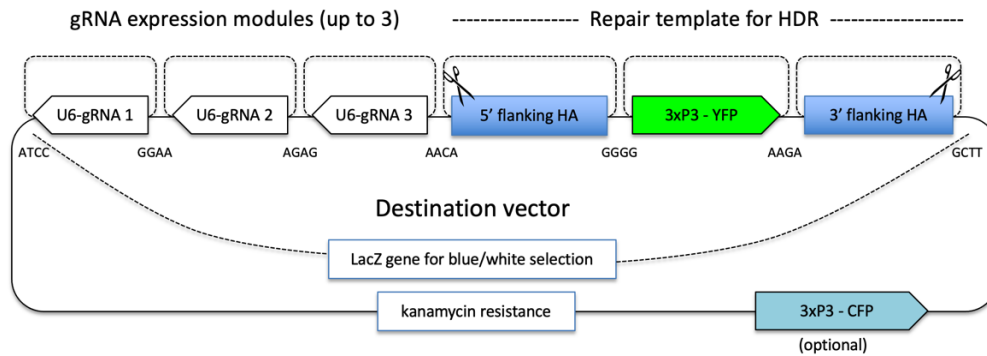 gRNA expression modules (up to 3)
Repair template for HDR
U6-gRNA 1
U6-gRNA 2
U6-gRNA 3
5’ flanking HA
3xP3 - YFP
3’ flanking HA
ATCC
GGAA
AGAG
AACA
GGGG
AAGA
GCTT
Destination vector
LacZ gene for blue/white selection
kanamycin resistance
3xP3 - CFP
(optional)